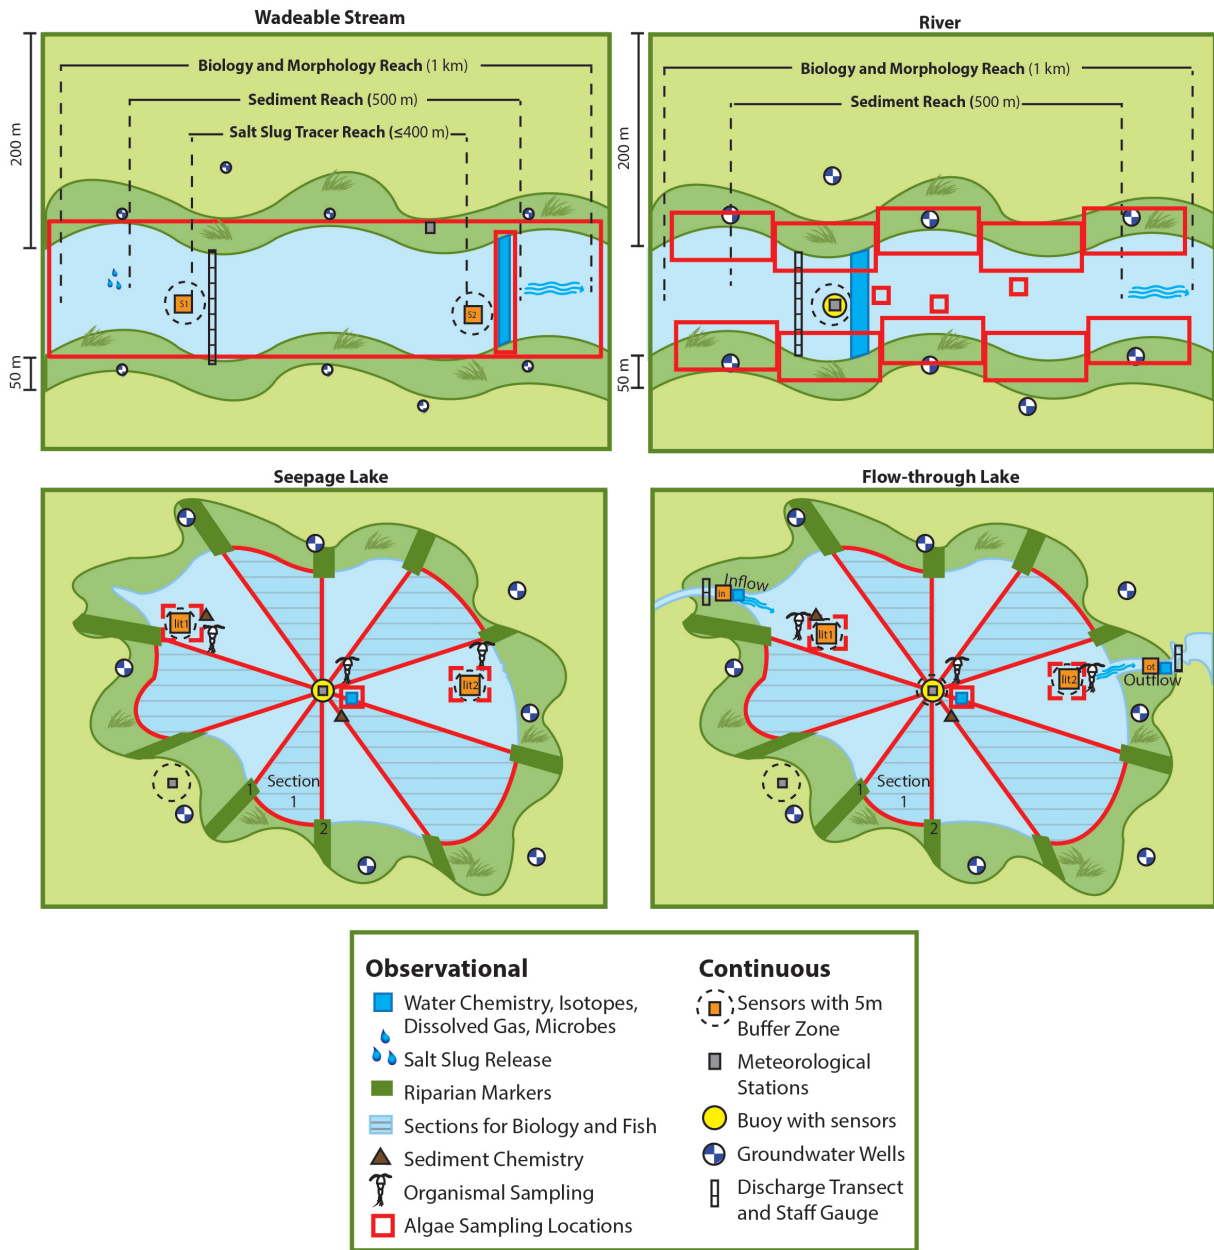 Wadeable Stream
200 m
50 m
Biology and Morphology Reach (1 km)
Sediment Reach (500 m)
Salt Slug Tracer Reach (≤400 m)
S1
S2
River
200 m
50 m
Biology and Morphology Reach (1 km)
Sediment Reach (500 m)
Seepage Lake
lit1
lit2
Section
1
1
2
Flow-through Lake
Inflow
in
lit1
lit2
ot
Outflow
Section
1
1
2
Observational
Water Chemistry, Isotopes,
Dissolved Gas, Microbes
Salt Slug Release
Riparian Markers
Sections for Biology and Fish
Sediment Chemistry
Organismal Sampling
Algae Sampling Locations
Continuous
Sensors with 5m
Buffer Zone
Meteorological
Stations
Buoy with sensors
Groundwater Wells
Discharge Transect
and Staff Gauge